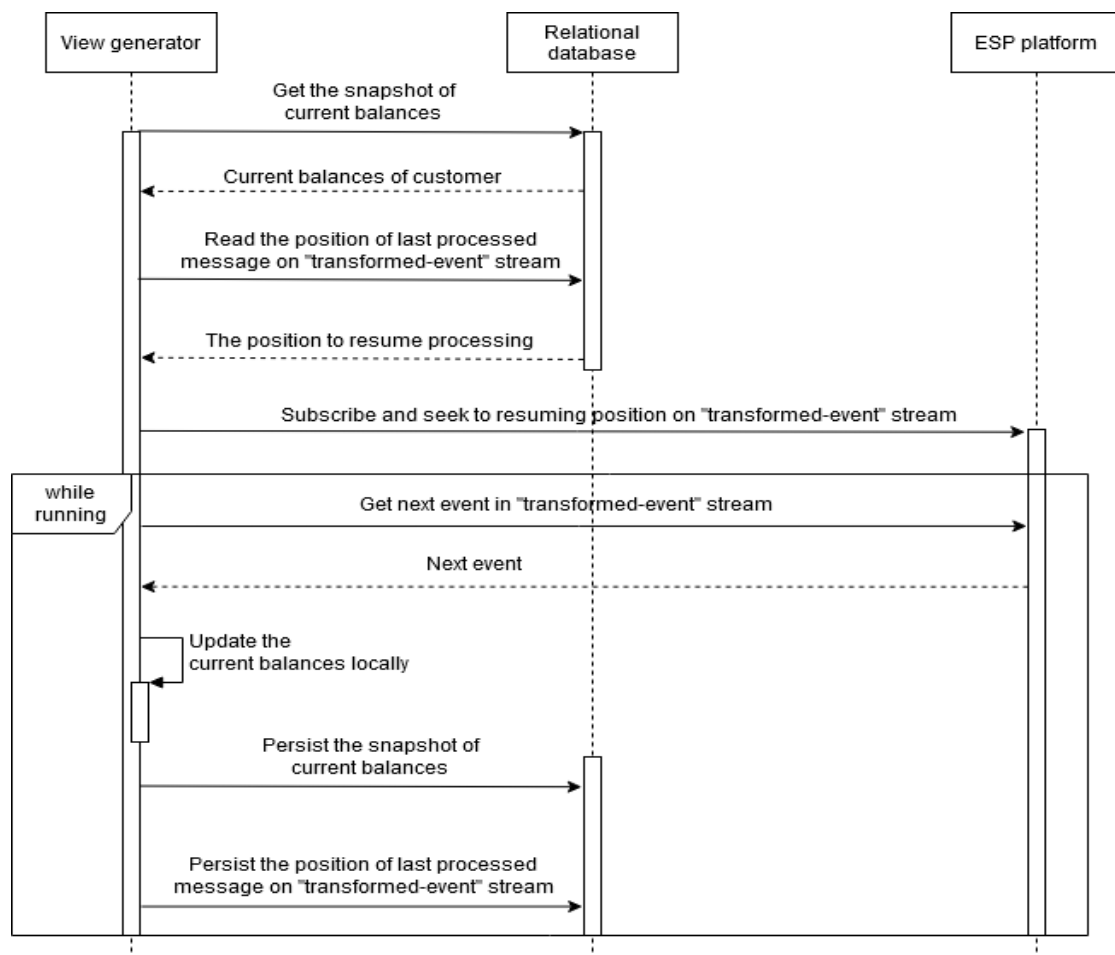 View generator
Relational
database
ESP platform
Get the snapshot of
current balances
Current balances of customer
Read the position of last processed
message on "transformed-event" stream
The position to resume processing
Subscribe and seek to resuming position on "transformed-event" stream
while
running
Get next event in "transformed-event" stream
Next event
Update the
current balances locally
Persist the snapshot of
current balances
Persist the position of last processed
message on "transformed-event" stream